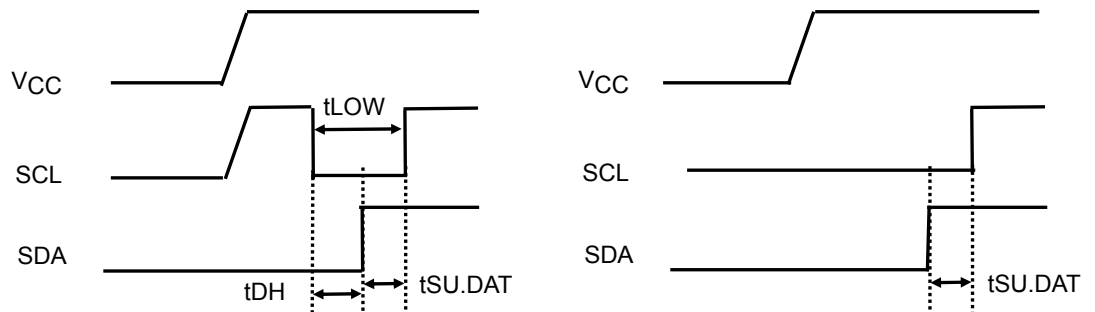 VCC
tLOW
SCL
SDA
tDH
tSU.DAT
VCC
SCL
SDA
tSU.DAT